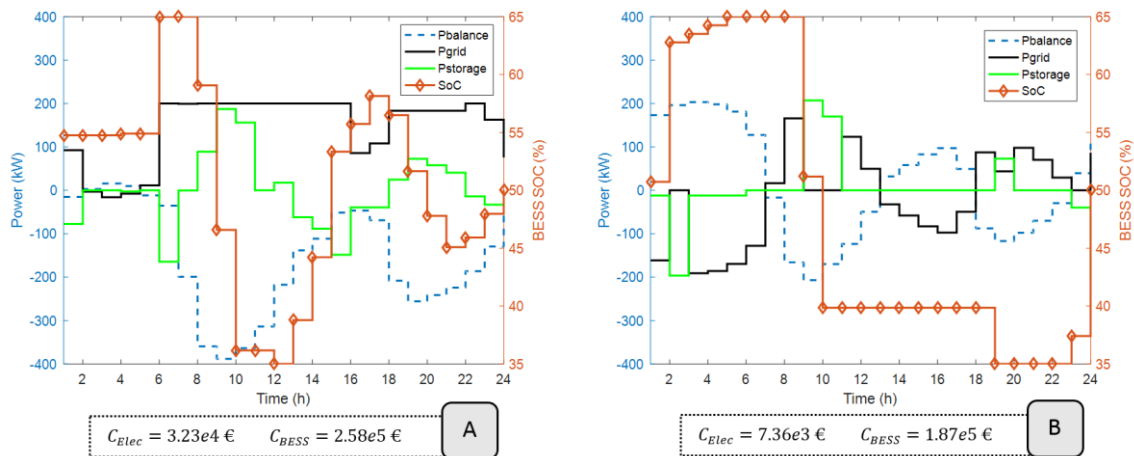 400
300
200
100
0
-100
-200
-300
-400
Power (kW)
65
60
55
50
45
40
35
BESS SOC (%)
2 4 6 8 10 12 14 16 18 20 22 24
Time (h)
Pbalance
Pgrid
Pstorage
SoC
C_Elec = 3.23e4 € C_BESS = 2.58e5 €
A
400
300
200
100
0
-100
-200
-300
-400
Power (kW)
65
60
55
50
45
40
35
BESS SOC (%)
2 4 6 8 10 12 14 16 18 20 22 24
Time (h)
Pbalance
Pgrid
Pstorage
SoC
C_Elec = 7.36e3 € C_BESS = 1.87e5 €
B